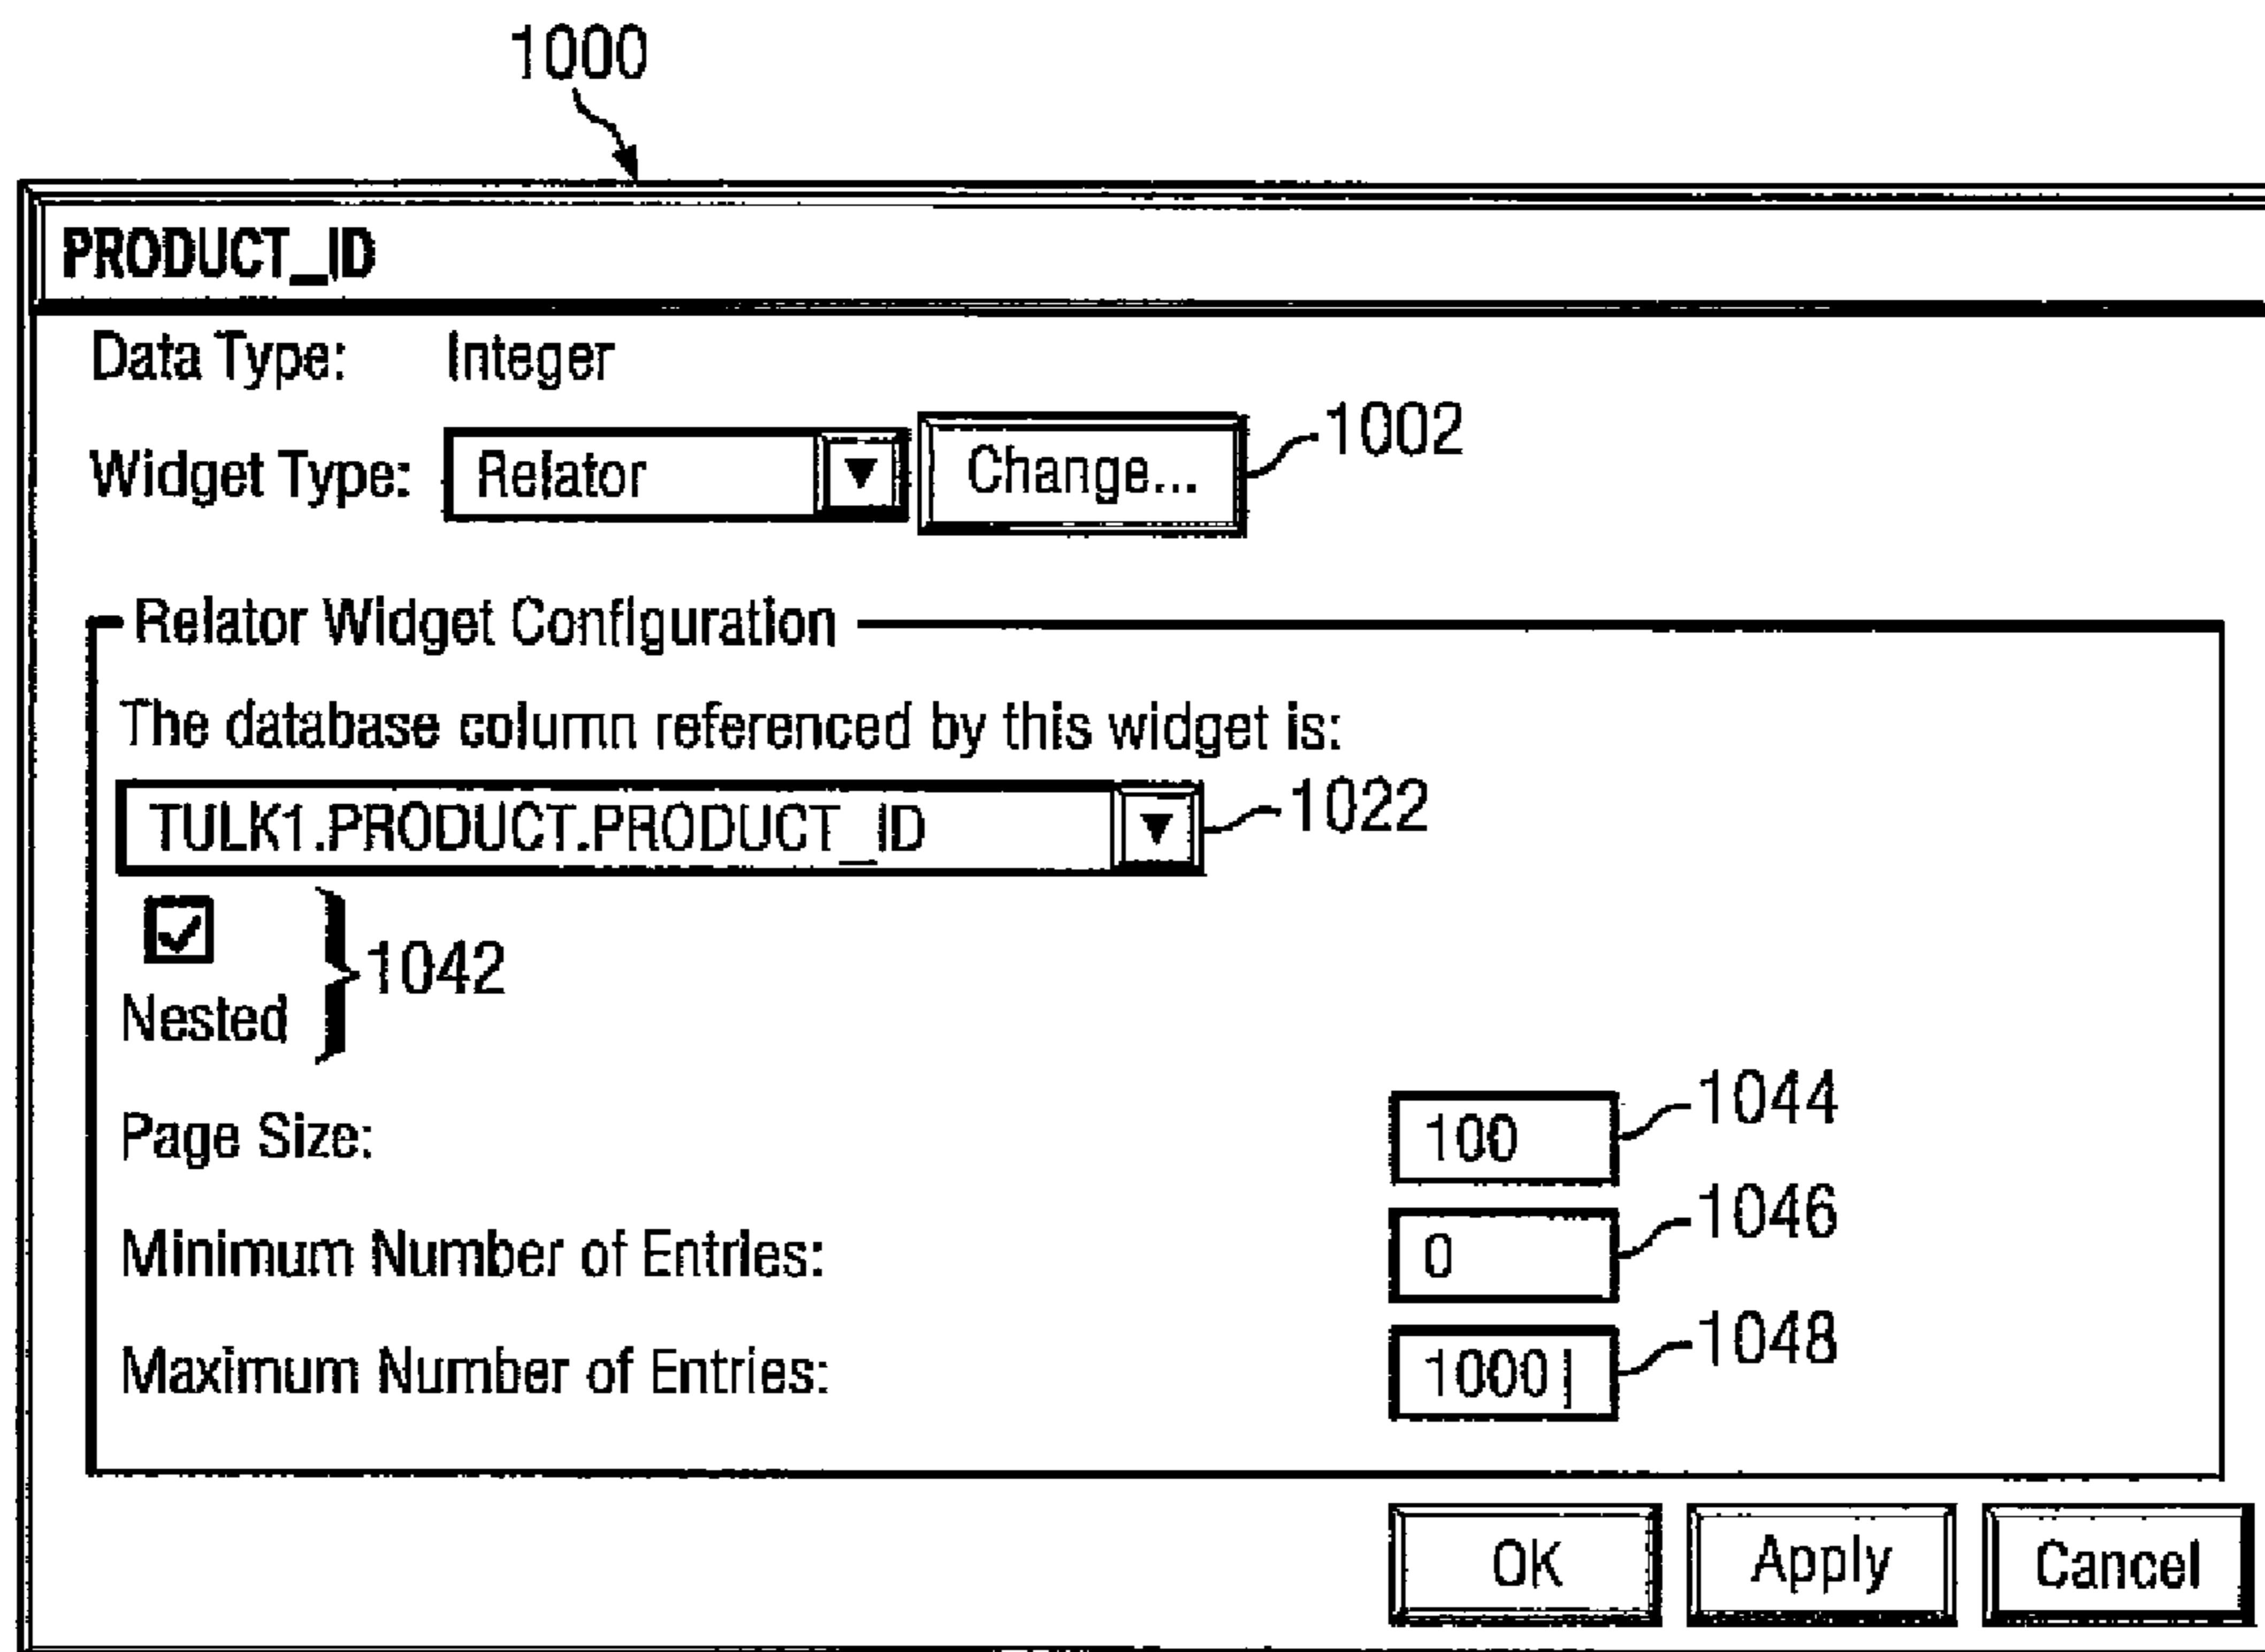 1000
PRODUCT_ID
Data Type: Integer
Widget Type: Relator Change... 1002
Relator Widget Configuration
The database column referenced by this widget is:
TULK1.PRODUCT.PRODUCT_ID 1022
Nested 1042
Page Size: 100 1044
Minimum Number of Entries: 0 1046
Maximum Number of Entries: 1000 1048
OK Apply Cancel